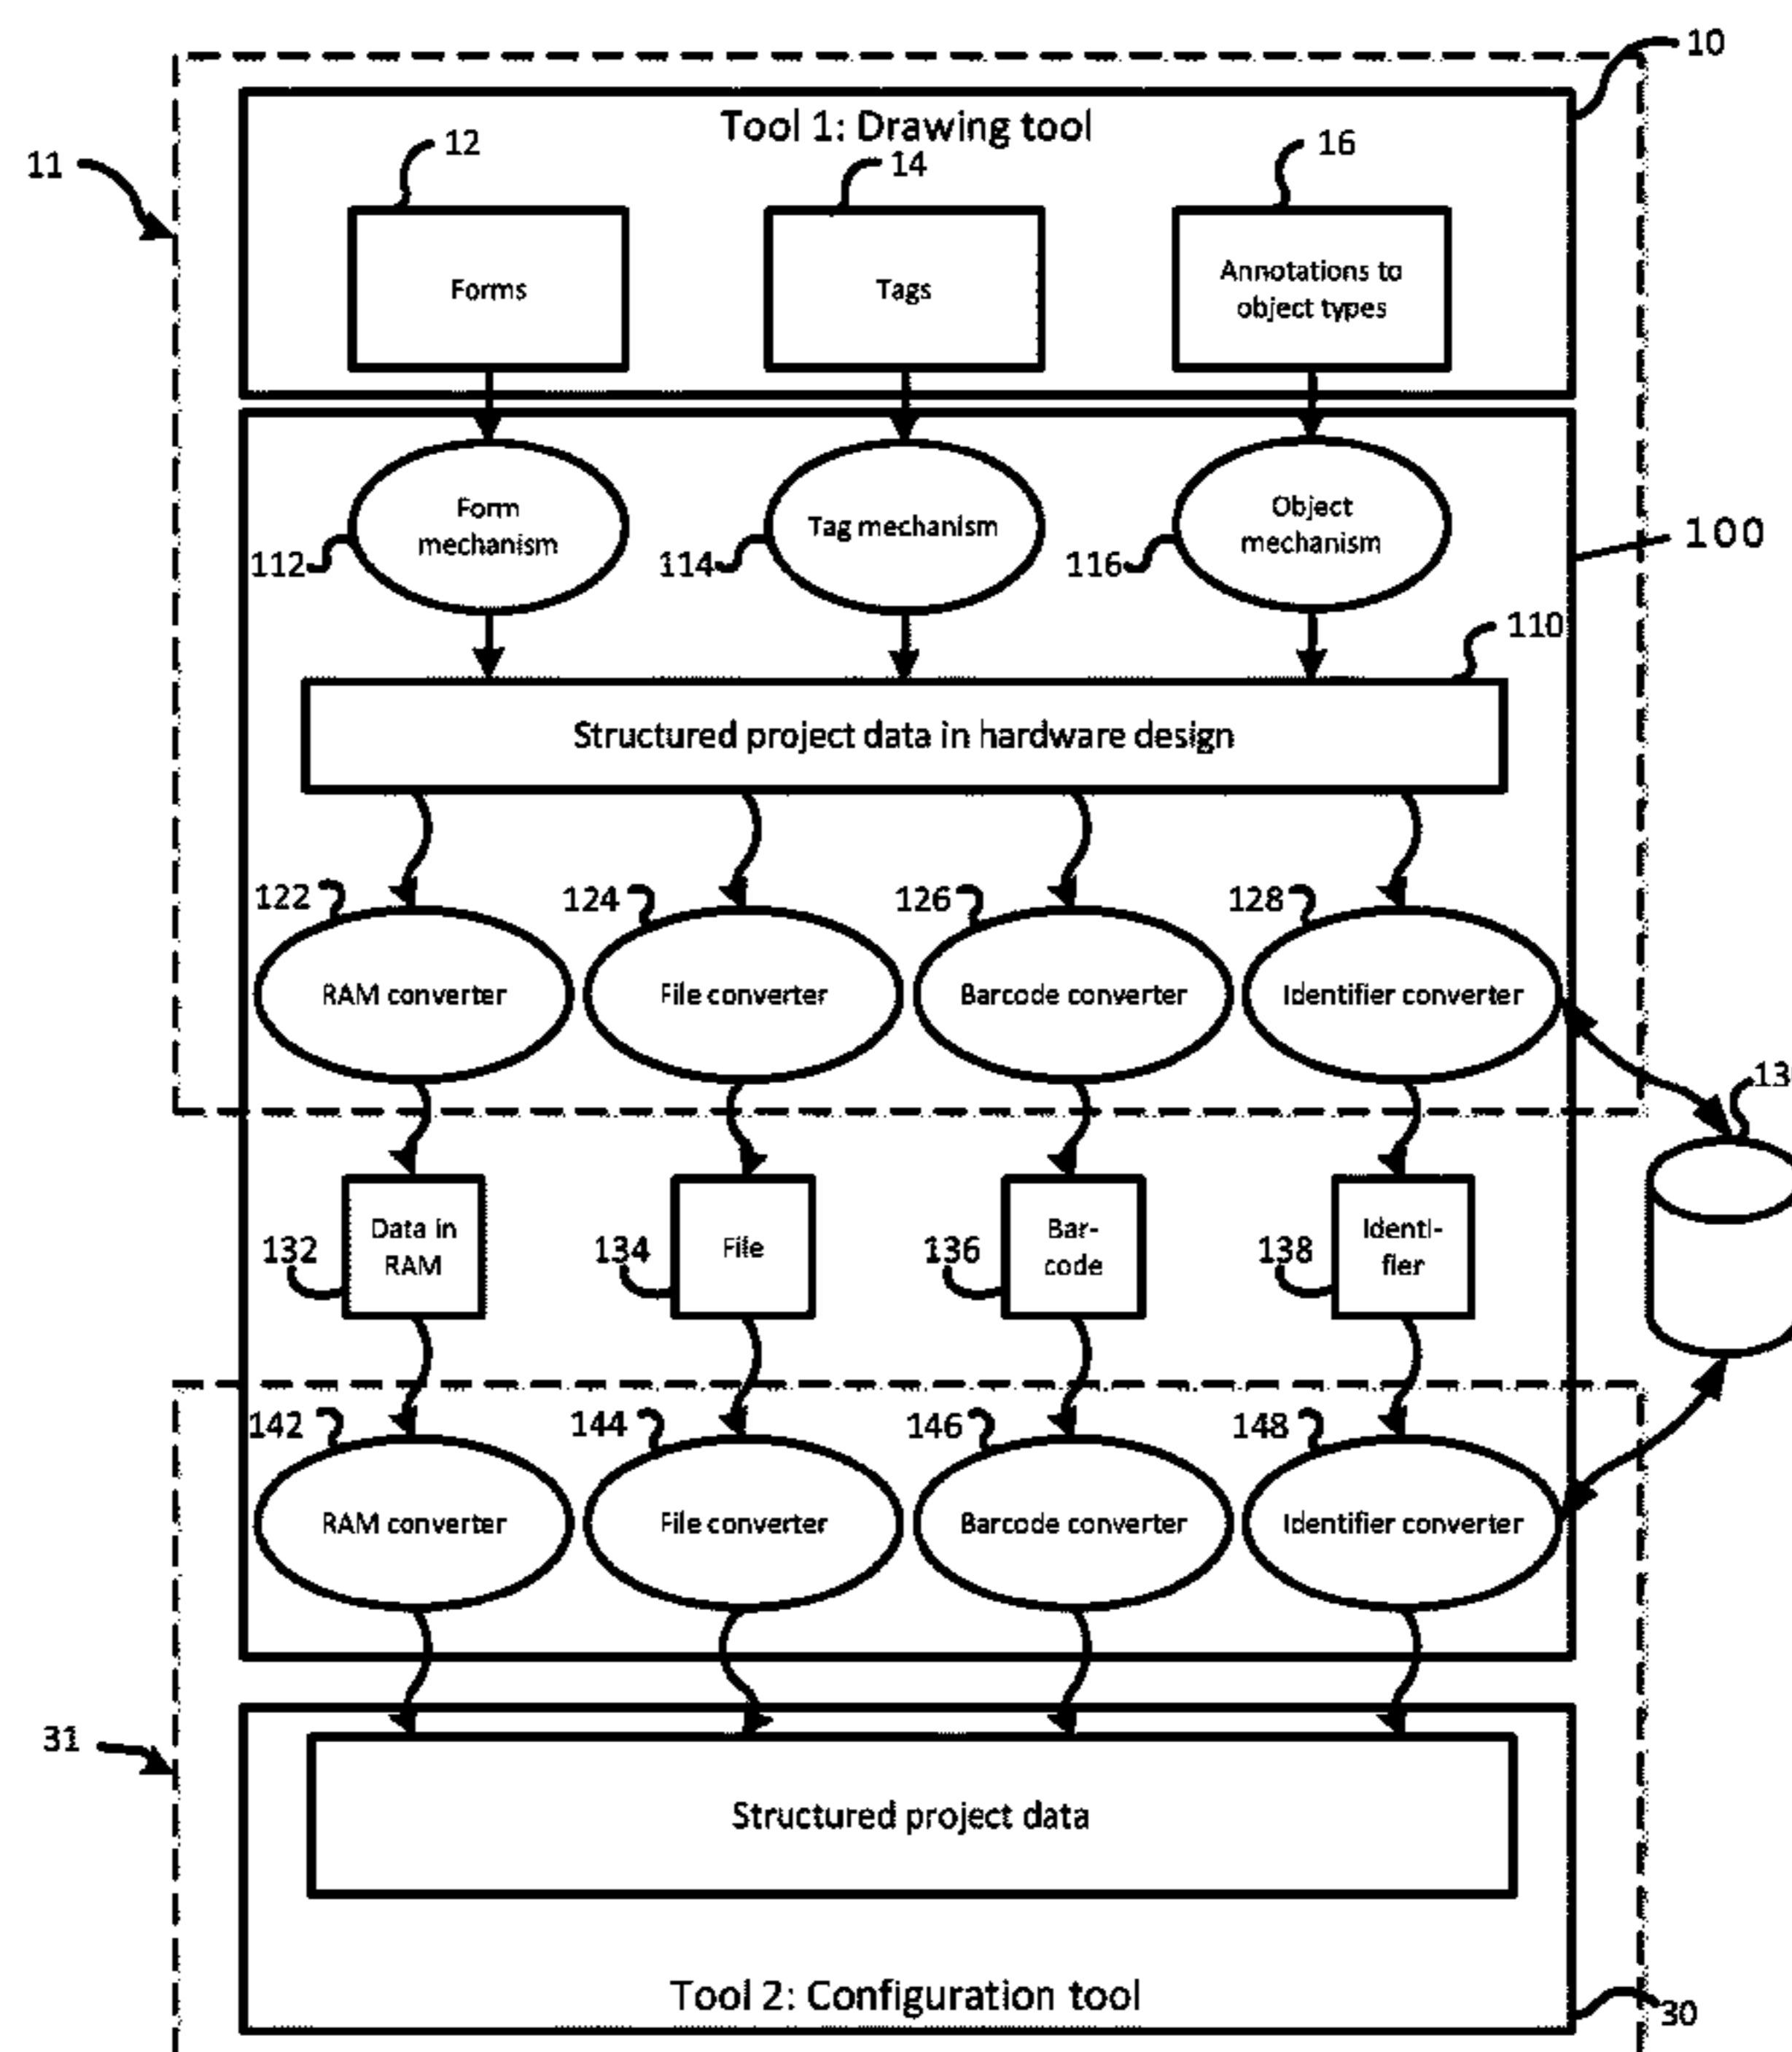 10
Tool 1: Drawing tool
11
12
14
16
Forms
Tags
Annotations to
object types
Form
mechanism
Tag mechanism
Object
mechanism
100
112
114
116
110
Structured project data in hardware design
122
124
126
128
RAM converter
File converter
Barcode converter
Identifier converter
13
132
Data in
RAM
134
File
136
Bar-
code
138
Identi-
fier
142
144
146
148
RAM converter
File converter
Barcode converter
Identifier converter
31
Structured project data
Tool 2: Configuration tool
30